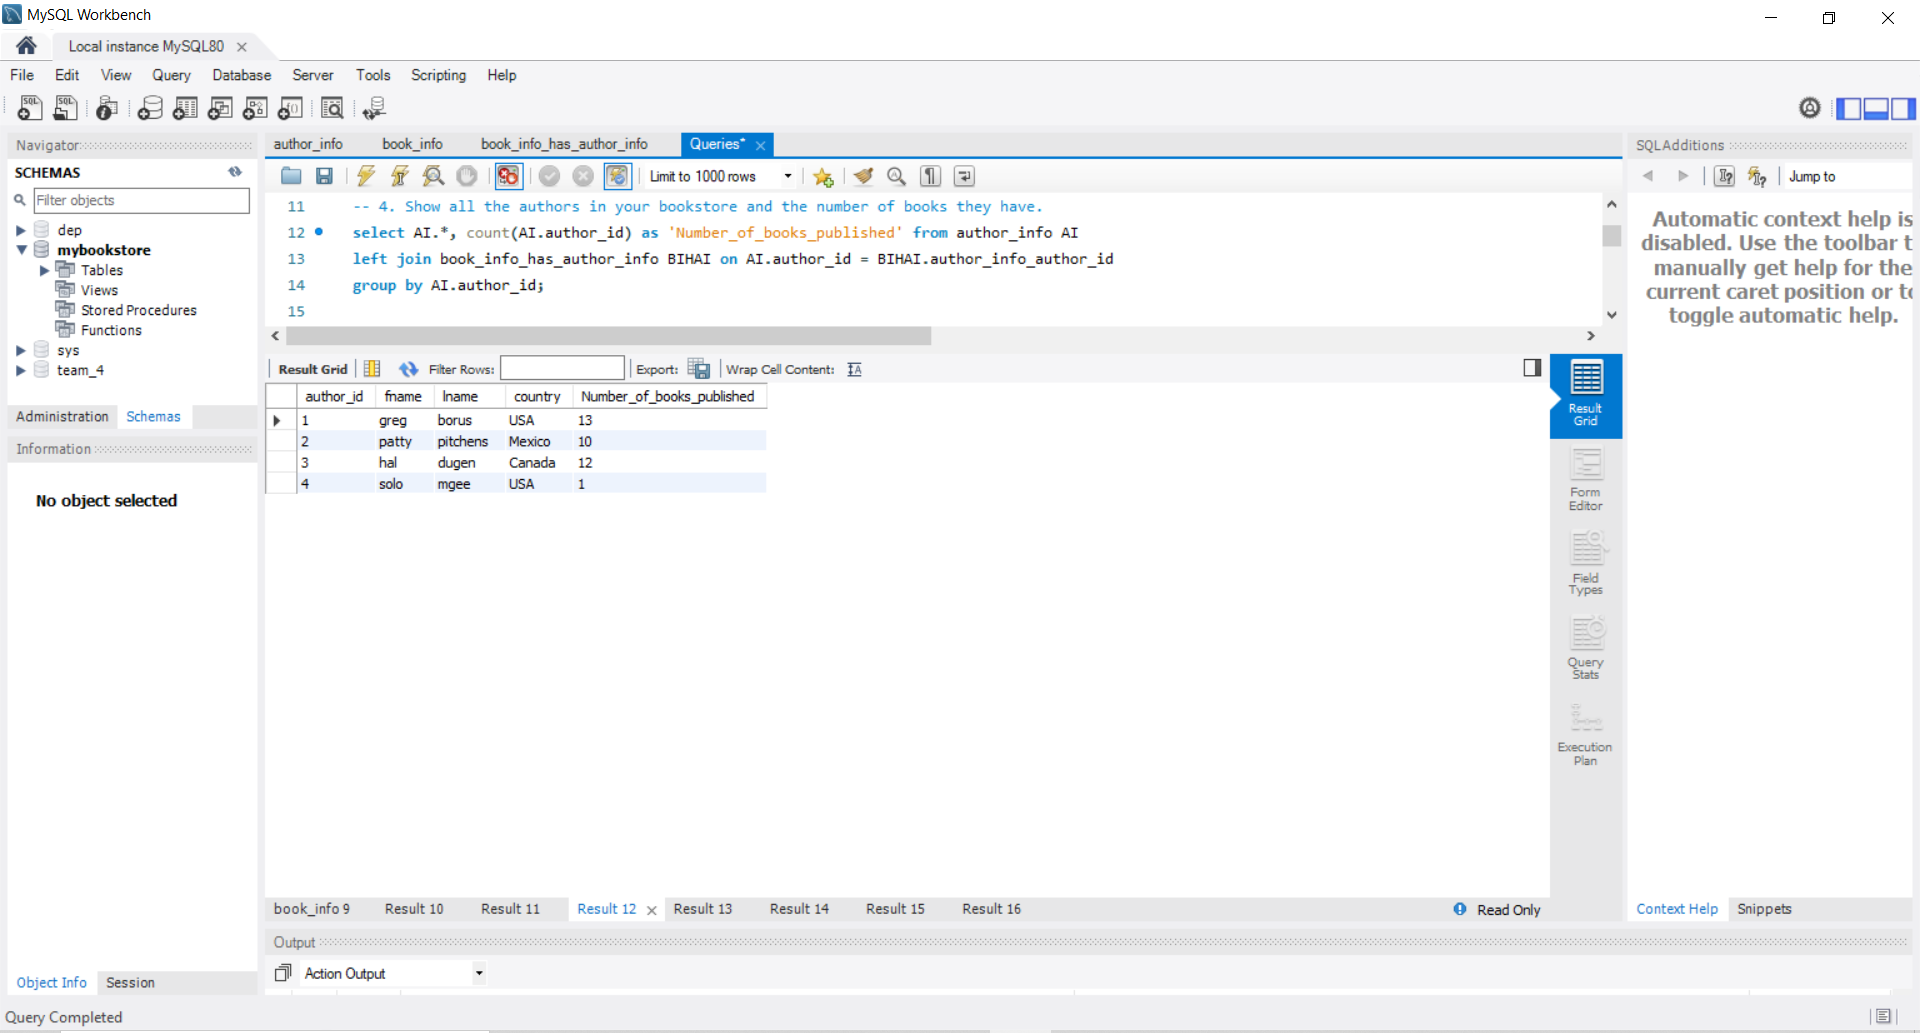 MySQL Workbench
Local instance MySQL80
File Edit View Query Database Server Tools Scripting Help
Navigator
SCHEMAS
Filter objects
dep
mybookstore
Tables
Views
Stored Procedures
Functions
sys
team_4
Administration Schemas
Information
No object selected
Object Info Session
author_info book_info book_info_has_author_info Queries*
Limit to 1000 rows
11 -- 4. Show all the authors in your bookstore and the number of books they have.
12 select AI.*, count(AI.author_id) as 'Number_of_books_published' from author_info AI
13 left join book_info_has_author_info BIHAI on AI.author_id = BIHAI.author_info_author_id
14 group by AI.author_id;
15
Result Grid Filter Rows: Export: Wrap Cell Content:
author_id fname lname country Number_of_books_published
1 greg borus USA 13
2 patty pitchens Mexico 10
3 hal dugen Canada 12
4 solo mgee USA 1
Result
Grid
Form
Editor
Field
Types
Query
Stats
Execution
Plan
book_info 9 Result 10 Result 11 Result 12 Result 13 Result 14 Result 15 Result 16
Read Only
Output
Action Output
SQLAdditions
Jump to
Automatic context help is
disabled. Use the toolbar t
manually get help for the
current caret position or to
toggle automatic help.
Context Help Snippets
Query Completed